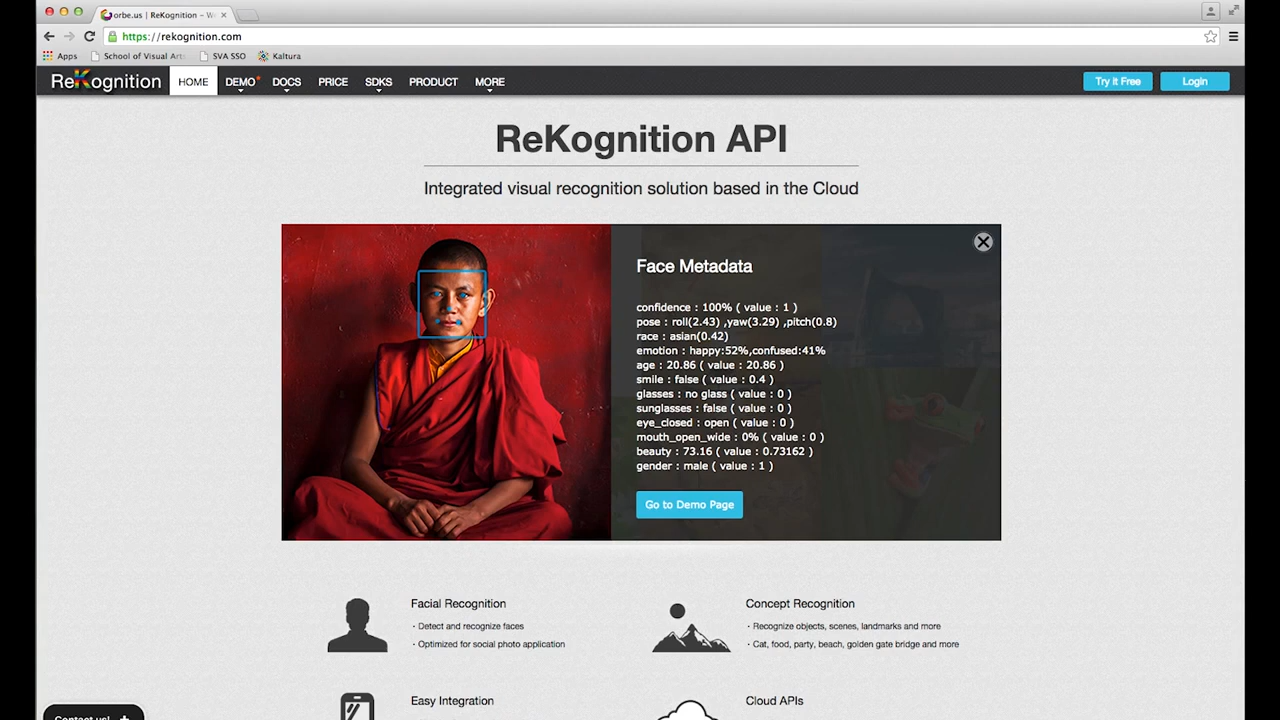 orbe.us | ReKognition – W
https://rekognition.com
Apps School of Visual Arts SVA SSO Kaltura
ReKognition HOME DEMO* DOCS PRICE SDKS PRODUCT MORE Try It Free Login
ReKognition API
Integrated visual recognition solution based in the Cloud
Face Metadata
confidence : 100% ( value : 1 )
pose : roll(2.43) ,yaw(3.29) ,pitch(0.8)
race : asian(0.42)
emotion : happy:52%,confused:41%
age : 20.86 ( value : 20.86 )
smile : false ( value : 0.4 )
glasses : no glass ( value : 0 )
sunglasses : false ( value : 0 )
eye_closed : open ( value : 0 )
mouth_open_wide : 0% ( value : 0 )
beauty : 73.16 ( value : 0.73162 )
gender : male ( value : 1 )
Go to Demo Page
Facial Recognition
· Detect and recognize faces
· Optimized for social photo application
Concept Recognition
· Recognize objects, scenes, landmarks and more
· Cat, food, party, beach, golden gate bridge and more
Easy Integration
Cloud APIs
Contact us! +